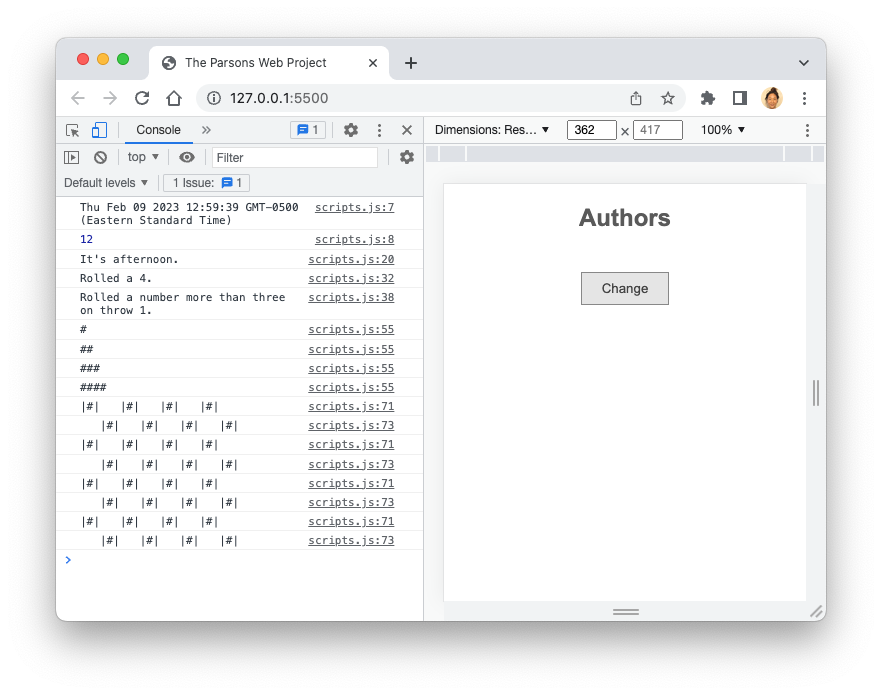 The Parsons Web Project
127.0.0.1:5500
Console
1
Dimensions: Res…
362
×
417
100%
top
Filter
Default levels
1 Issue:
1
Thu Feb 09 2023 12:59:39 GMT-0500
(Eastern Standard Time)
scripts.js:7
12
scripts.js:8
It's afternoon.
scripts.js:20
Rolled a 4.
scripts.js:32
Rolled a number more than three
on throw 1.
scripts.js:38
#
scripts.js:55
##
scripts.js:55
###
scripts.js:55
####
scripts.js:55
|#|   |#|   |#|   |#|
scripts.js:71
   |#|   |#|   |#|   |#|
scripts.js:73
|#|   |#|   |#|   |#|
scripts.js:71
   |#|   |#|   |#|   |#|
scripts.js:73
|#|   |#|   |#|   |#|
scripts.js:71
   |#|   |#|   |#|   |#|
scripts.js:73
|#|   |#|   |#|   |#|
scripts.js:71
   |#|   |#|   |#|   |#|
scripts.js:73
Authors
Change